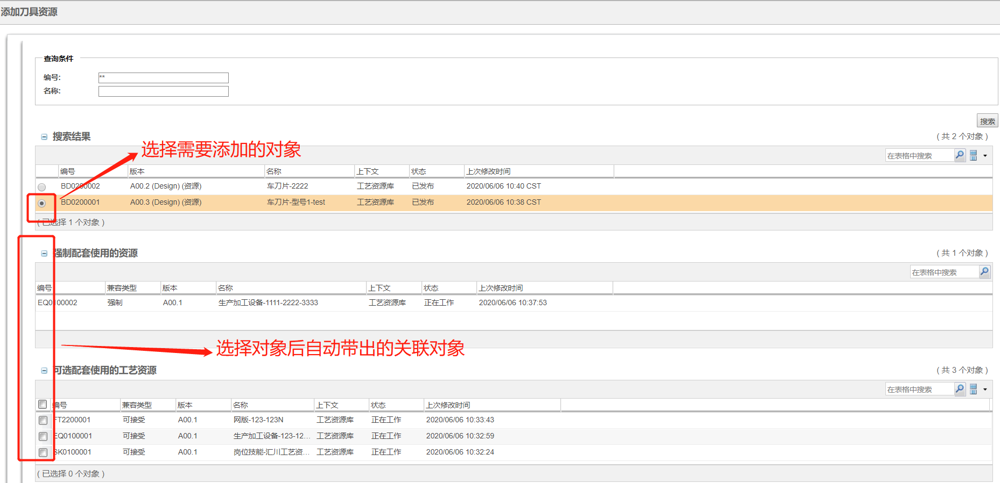 添加刀具资源
查询条件
编号: **
名称:
搜索
搜索结果 ( 共 2 个对象 )
选择需要添加的对象
在表格中搜索
编号 版本 名称 上下文 状态 上次修改时间
BD0200002 A00.2 (Design) (资源) 车刀片-2222 工艺资源库 已发布 2020/06/06 10:40 CST
BD0200001 A00.3 (Design) (资源) 车刀片-型号1-test 工艺资源库 已发布 2020/06/06 10:38 CST
( 已选择 1 个对象 )
强制配套使用的资源 ( 共 1 个对象 )
在表格中搜索
编号 兼容类型 版本 名称 上下文 状态 上次修改时间
EQ0100002 强制 A00.1 生产加工设备-1111-2222-3333 工艺资源库 正在工作 2020/06/06 10:37:53
选择对象后自动带出的关联对象
可选配套使用的工艺资源 ( 共 3 个对象 )
在表格中搜索
编号 兼容类型 版本 名称 上下文 状态 上次修改时间
FT2200001 可接受 A00.1 网版-123-123N 工艺资源库 正在工作 2020/06/06 10:33:43
EQ0100001 可接受 A00.1 生产加工设备-123-12... 工艺资源库 正在工作 2020/06/06 10:32:59
SK0100001 可接受 A00.1 岗位技能-汇川工艺资... 工艺资源库 正在工作 2020/06/06 10:32:24
( 已选择 0 个对象 )